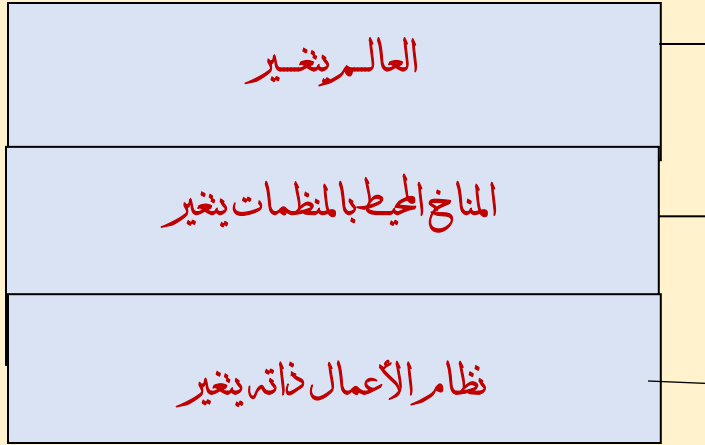 العالم يتغير
المناخ المحيط بالمنظمات يتغير
نظام الأعمال ذاته يتغير